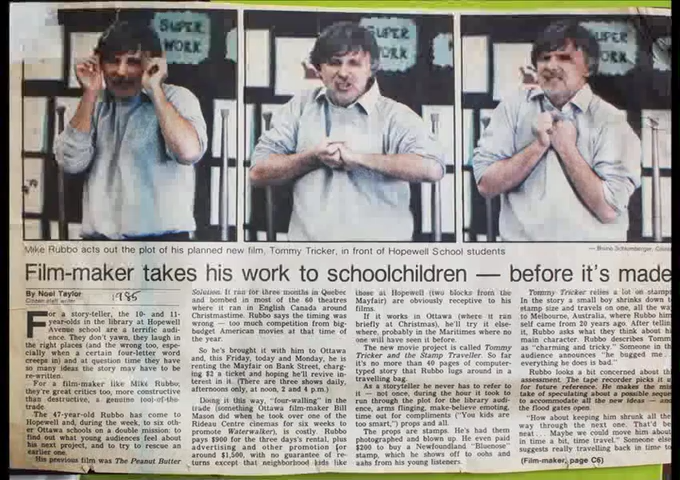 SUPER
WORK
SUPER
WORK
SUPER
WORK
Mike Rubbo acts out the plot of his planned new film, Tommy Tricker, in front of Hopewell School students
— Bruno Schlumberger,
Film-maker takes his work to schoolchildren — before it's made
By Noel Taylor
Citizen staff writer
1985
For a story-teller, the 10- and 11-
year-olds in the library at Hopewell
Avenue school are a terrific audi-
ence. They don't yawn, they laugh in
the right places (and the wrong too, espe-
cially when a certain four-letter word
creeps in) and at question time they have
so many ideas the story may have to be
re-written.
For a film-maker like Mike Rubbo,
they're great critics too, more constructive
than destructive, a genuine tool-of-the-
trade.
The 47-year-old Rubbo has come to
Hopewell and, during the week, to six oth-
er Ottawa schools on a double mission to
find out what young audiences feel about
his next project, and to try to rescue an
earlier one.
His previous film was The Peanut Butter
Solution. It ran for three months in Quebec
and bombed in most of the 60 theatres
where it ran in English Canada around
Christmastime. Rubbo says the timing was
wrong — too much competition from big-
budget Americana at that time of
the year.
So he's brought it with him to Ottawa
and, this Friday, today and Monday, he is
renting the Mayfair on Bank Street, charg-
ing $2 a ticket and hoping he'll revive in-
terest in it. (There are three shows daily,
afternoons only, at noon, 2 and 4 p.m.)
Doing it this way, "four-walling" in the
trade (something Ottawa film-maker Bill
Mason did when he took over one of the
Rideau Centre cinemas for six weeks to
promote Waterwalker), is costly. Rubbo
pays $900 for the three days's rental, plus
advertising and other promotion for
around $1,500, with no guarantee of re-
turns except that neighborhood kids like
those at Hopewell (two blocks from the
Mayfair) are obviously receptive to his
films.
If it works in Ottawa (where it ran
briefly at Christmas), he'll try it else-
where, probably in the Maritimes where no
one will have seen it before.
The new movie project is called Tommy
Tricker and the Stamp Traveller. So far
it's no more than 40 pages of computer-
typed story that Rubbo lugs around in a
travelling bag.
As a storyteller he never has to refer to
it — not once, during the hour it took to
run through the plot for the library aud-
ience, arms flinging, make-believe emoting,
time out for compliments ("You kids are
too smart,") props and all.
The props are stamps. He's had them
photographed and blown up. He even paid
$200 to buy a Newfoundland "Bluenose"
stamp, which he shows off to oohs and
aahs from his young listeners.
Tommy Tricker relies a lot on stamps
In the story a small boy shrinks down to
stamp size and travels on one, all the way
to Melbourne, Australia, where Rubbo him-
self came from 20 years ago. After telling
it, Rubbo asks what they think about his
main character. Rubbo describes Tommy
as "charming and tricky." Someone in the
audience announces "he bugged me . .
everything he does is bad."
Rubbo looks a bit concerned about this
assessment. The tape recorder picks it up
for future reference. He makes the mis-
take of speculating about a possible seque
to accommodate all the new ideas — and
the flood gates open.
"How about keeping him shrunk all the
way through the next one. That'd be
neat... Maybe we could move him about
in time a bit, time travel." Someone else
suggests really travelling back in time to
(Film-maker, page C6)